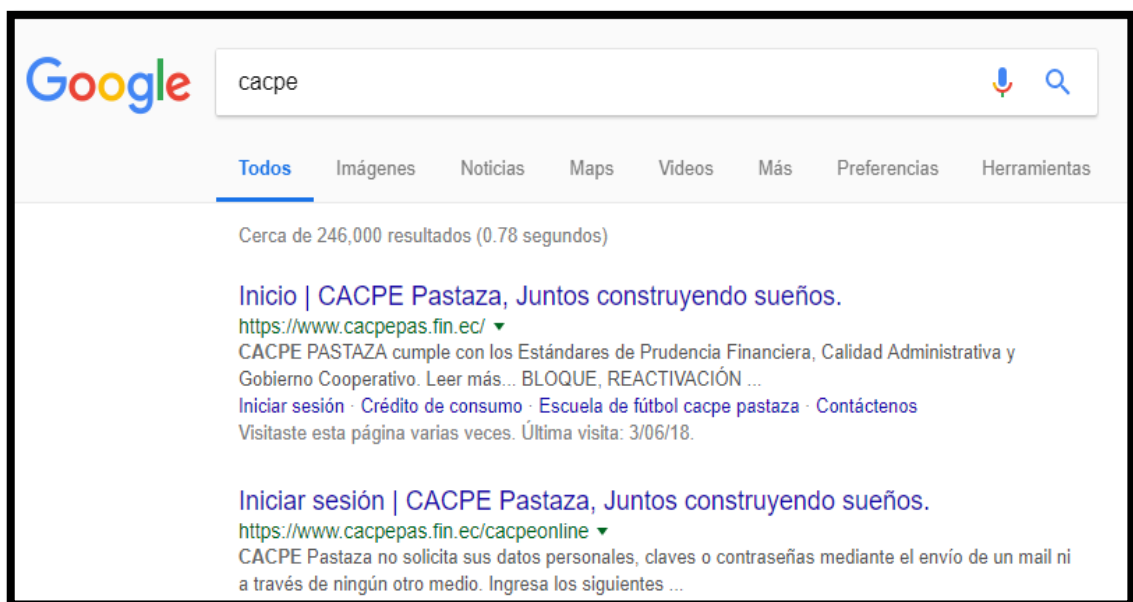 Google
cacpe
Todos Imágenes Noticias Maps Videos Más Preferencias Herramientas
Cerca de 246,000 resultados (0.78 segundos)
Inicio | CACPE Pastaza, Juntos construyendo sueños.
https://www.cacpepas.fin.ec/
CACPE PASTAZA cumple con los Estándares de Prudencia Financiera, Calidad Administrativa y
Gobierno Cooperativo. Leer más... BLOQUE, REACTIVACIÓN ...
Iniciar sesión · Crédito de consumo · Escuela de fútbol cacpe pastaza · Contáctenos
Visitaste esta página varias veces. Última visita: 3/06/18.
Iniciar sesión | CACPE Pastaza, Juntos construyendo sueños.
https://www.cacpepas.fin.ec/cacpeonline
CACPE Pastaza no solicita sus datos personales, claves o contraseñas mediante el envío de un mail ni
a través de ningún otro medio. Ingresa los siguientes ...